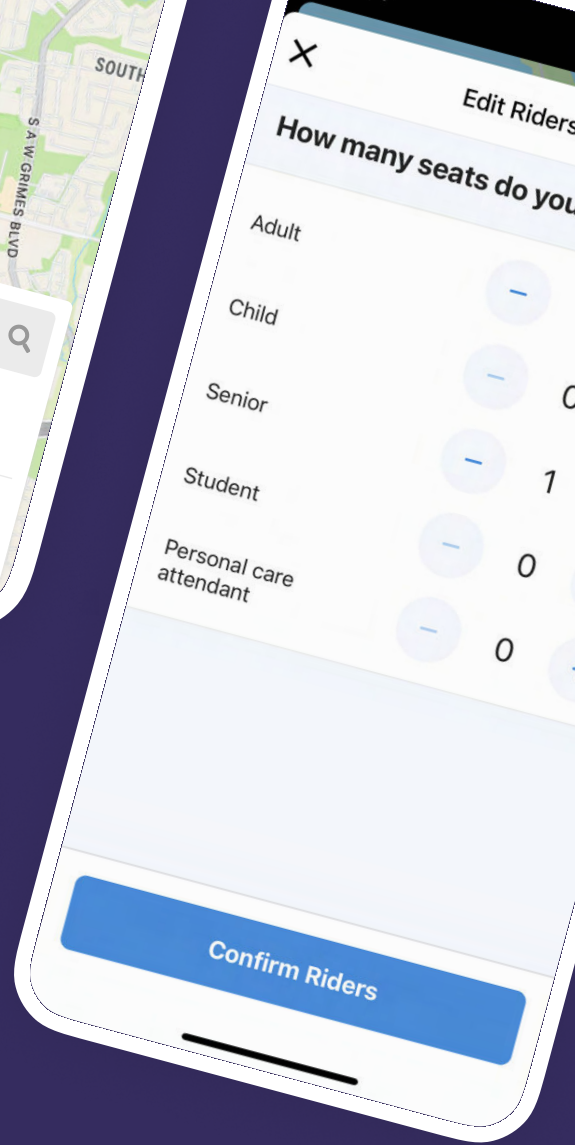 SOUTH
S A W GRIMES BLVD
Edit Riders
How many seats do you
Adult
Child
0
Senior
1
Student
0
Personal care
attendant
0
Confirm Riders